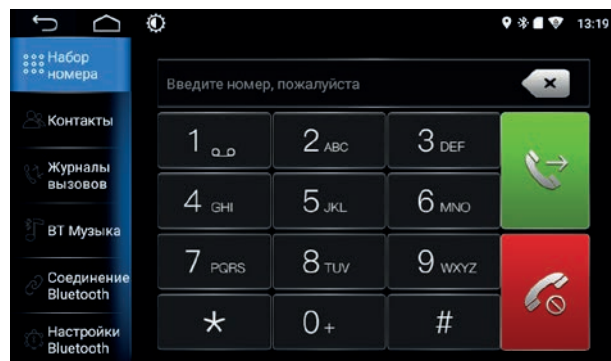 13:19
Набор
номера
Контакты
Журналы
вызовов
BT Музыка
Соединение
Bluetooth
Настройки
Bluetooth
Введите номер, пожалуйста
1 2 ABC 3 DEF
4 GHI 5 JKL 6 MNO
7 PQRS 8 TUV 9 WXYZ
* 0 + #